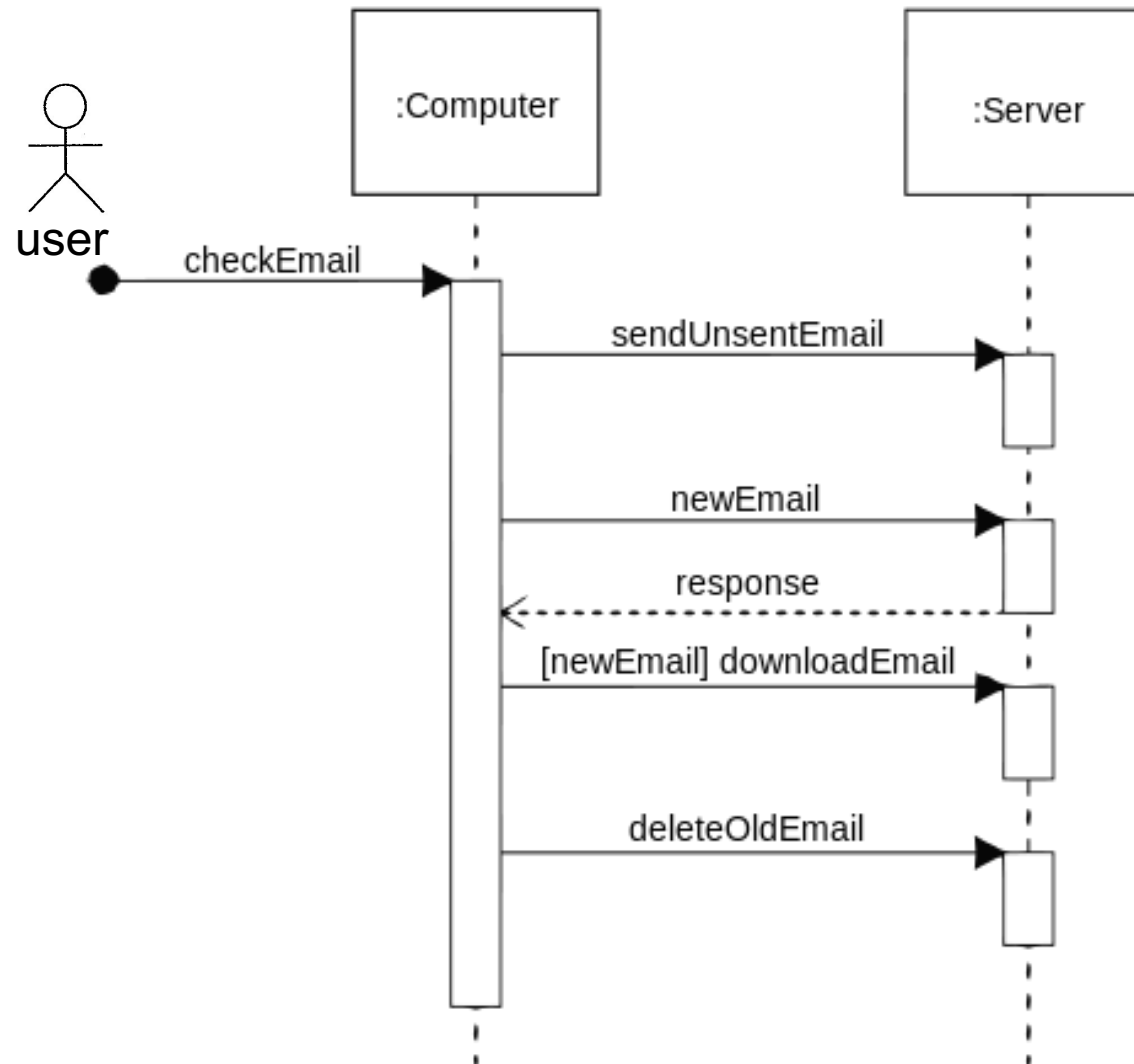 :Computer
:Server
user
checkEmail
sendUnsentEmail
newEmail
response
[newEmail] downloadEmail
deleteOldEmail